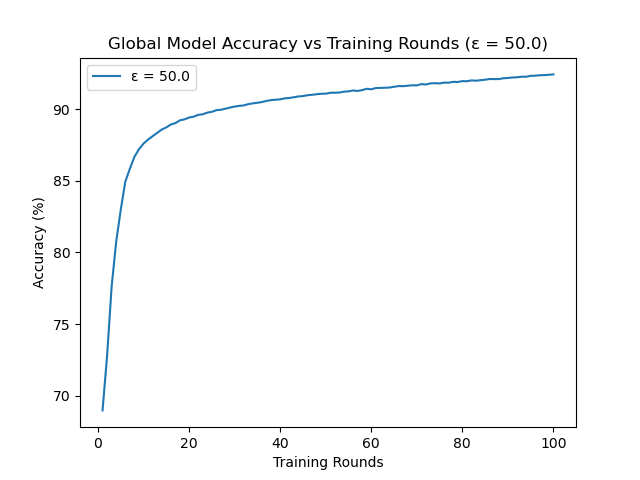 Global Model Accuracy vs Training Rounds (ε = 50.0)
ε = 50.0
Accuracy (%)
90
85
80
75
70
0 20 40 60 80 100
Training Rounds